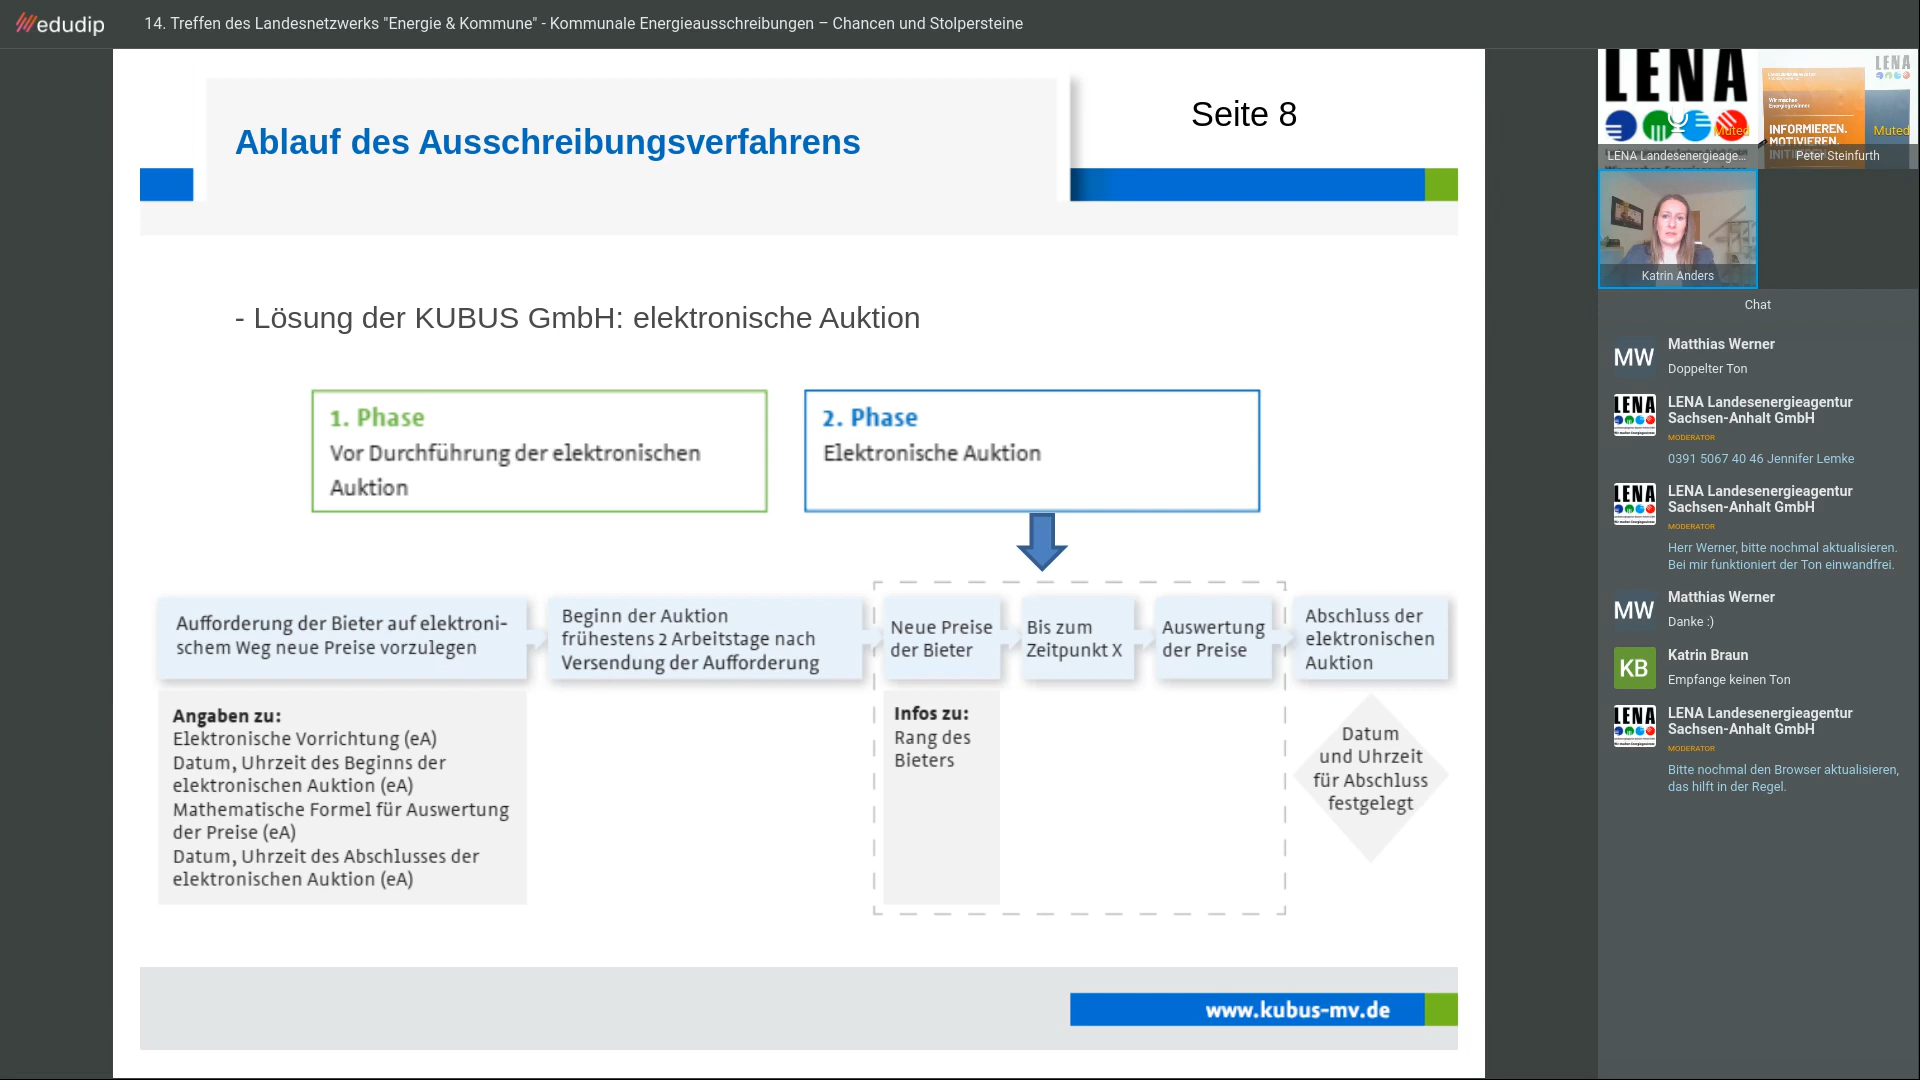 edudip
14. Treffen des Landesnetzwerks "Energie & Kommune" - Kommunale Energieausschreibungen – Chancen und Stolpersteine
Ablauf des Ausschreibungsverfahrens
Seite 8
- Lösung der KUBUS GmbH: elektronische Auktion
1. Phase
Vor Durchführung der elektronischen
Auktion
2. Phase
Elektronische Auktion
Aufforderung der Bieter auf elektroni-
schem Weg neue Preise vorzulegen
Beginn der Auktion
frühestens 2 Arbeitstage nach
Versendung der Aufforderung
Neue Preise
der Bieter
Bis zum
Zeitpunkt X
Auswertung
der Preise
Abschluss der
elektronischen
Auktion
Angaben zu:
Elektronische Vorrichtung (eA)
Datum, Uhrzeit des Beginns der
elektronischen Auktion (eA)
Mathematische Formel für Auswertung
der Preise (eA)
Datum, Uhrzeit des Abschlusses der
elektronischen Auktion (eA)
Infos zu:
Rang des
Bieters
Datum
und Uhrzeit
für Abschluss
festgelegt
www.kubus-mv.de
LENA
Muted
LENA Landesenergieage...
LENA
Wir machen
Energiegewinner.
INFORMIEREN.
MOTIVIEREN.
Muted
Peter Steinfurth
Katrin Anders
Chat
MW
Matthias Werner
Doppelter Ton
LENA
LENA Landesenergieagentur
Sachsen-Anhalt GmbH
MODERATOR
0391 5067 40 46 Jennifer Lemke
LENA
LENA Landesenergieagentur
Sachsen-Anhalt GmbH
MODERATOR
Herr Werner, bitte nochmal aktualisieren.
Bei mir funktioniert der Ton einwandfrei.
MW
Matthias Werner
Danke :)
KB
Katrin Braun
Empfange keinen Ton
LENA
LENA Landesenergieagentur
Sachsen-Anhalt GmbH
MODERATOR
Bitte nochmal den Browser aktualisieren,
das hilft in der Regel.